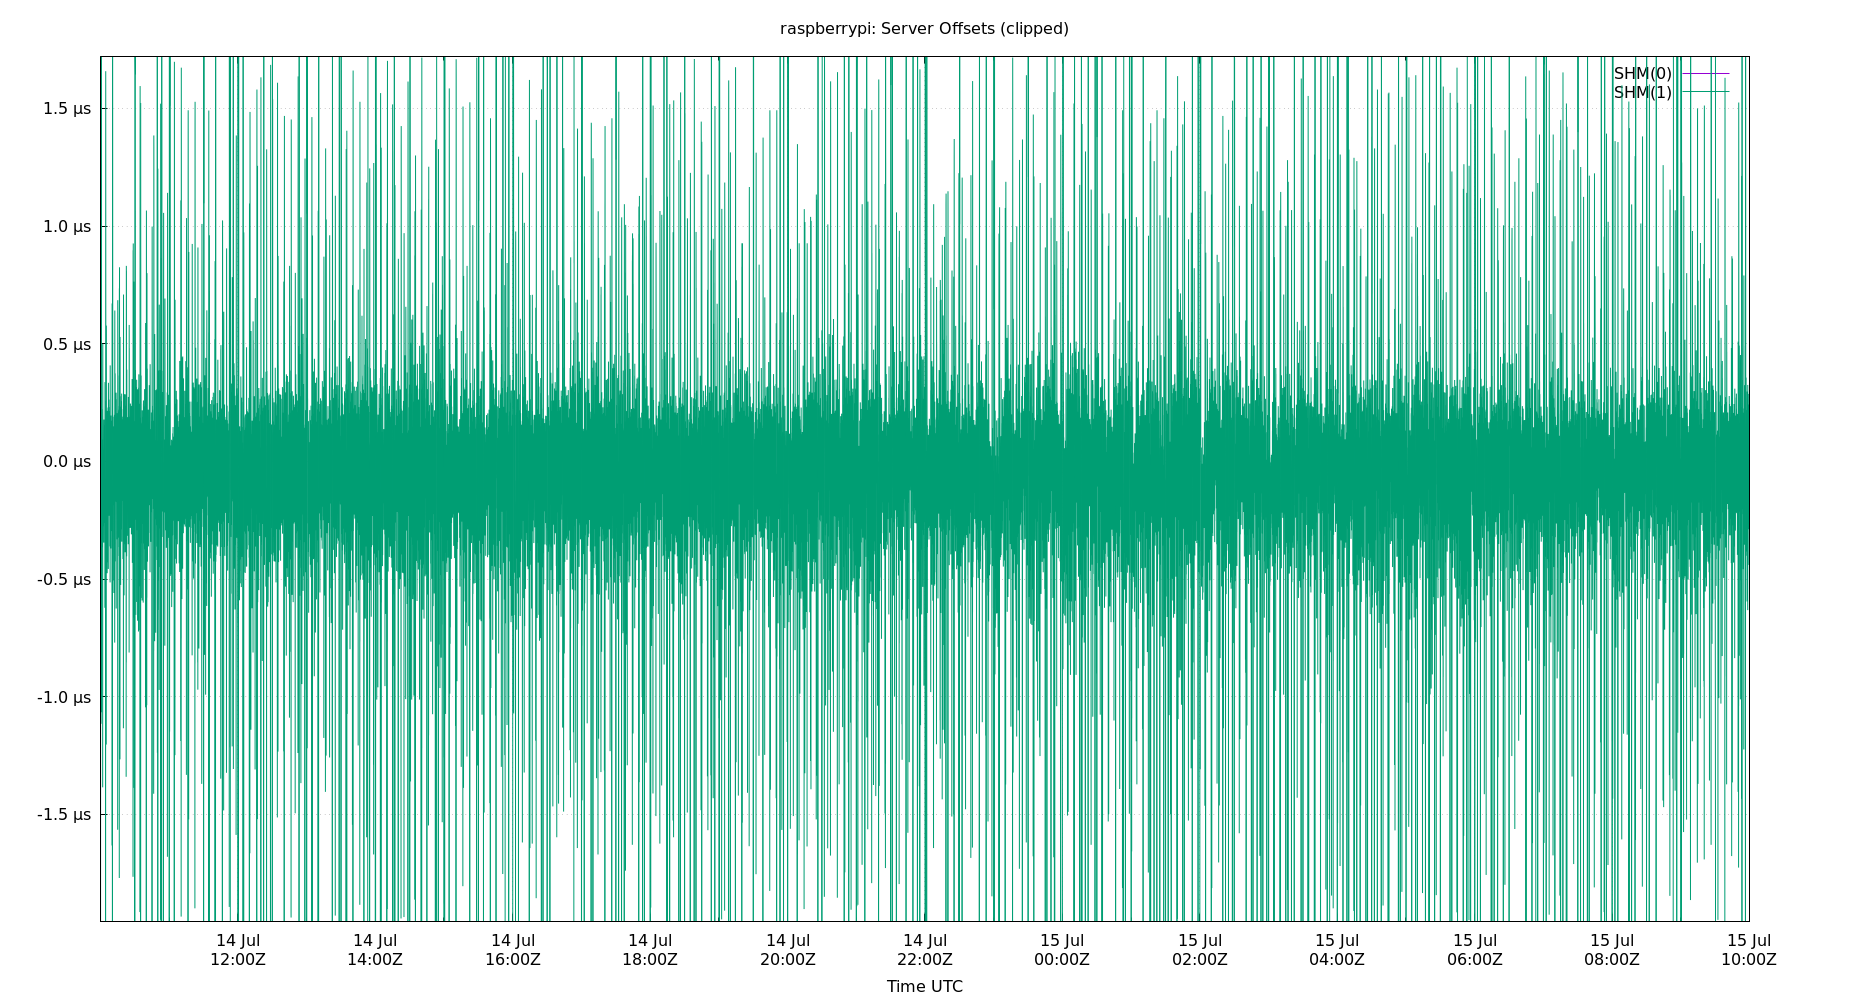 raspberrypi: Server Offsets (clipped)
SHM(0)
SHM(1)
1.5 µs
1.0 µs
0.5 µs
0.0 µs
-0.5 µs
-1.0 µs
-1.5 µs
14 Jul 14 Jul 14 Jul 14 Jul 14 Jul 14 Jul 15 Jul 15 Jul 15 Jul 15 Jul 15 Jul 15 Jul
12:00Z 14:00Z 16:00Z 18:00Z 20:00Z 22:00Z 00:00Z 02:00Z 04:00Z 06:00Z 08:00Z 10:00Z
Time UTC